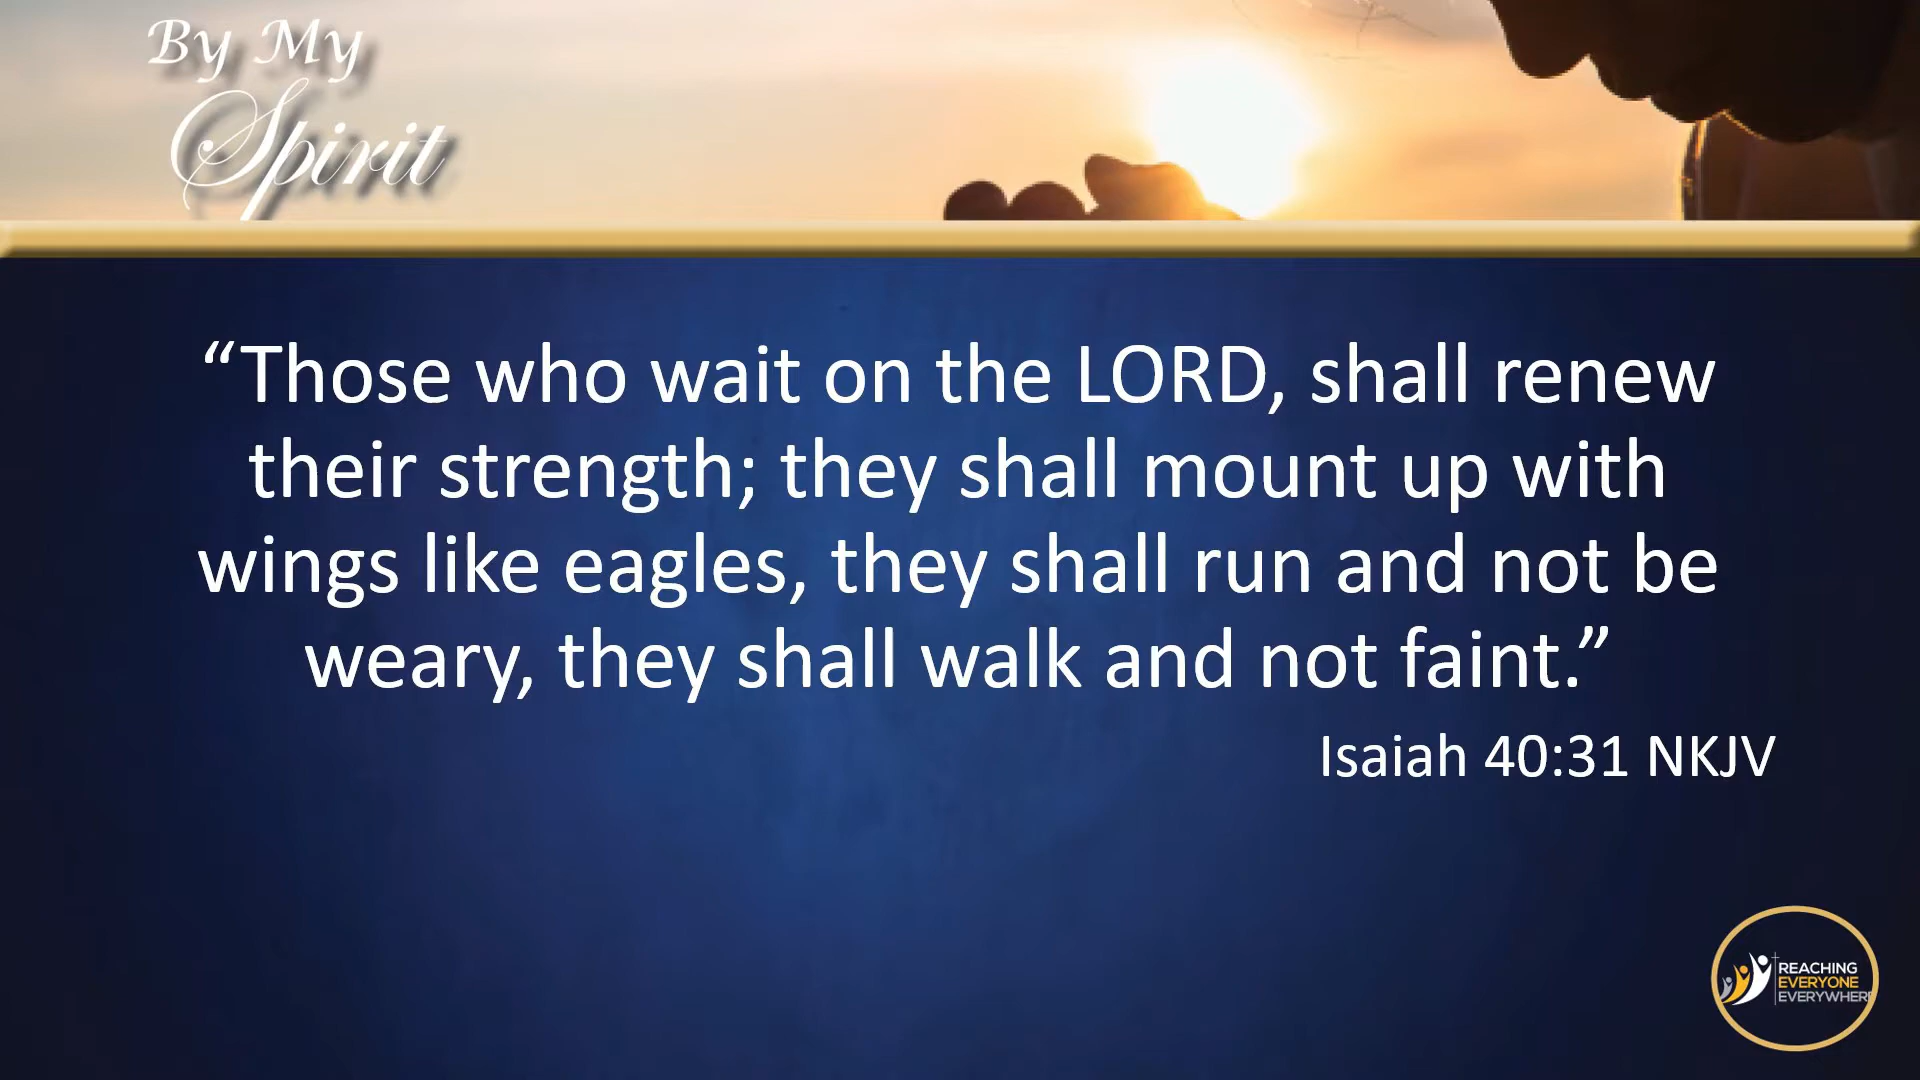 By My
Spirit
“Those who wait on the LORD, shall renew
their strength; they shall mount up with
wings like eagles, they shall run and not be
weary, they shall walk and not faint.”
Isaiah 40:31 NKJV
REACHING
EVERYONE
EVERYWHERE